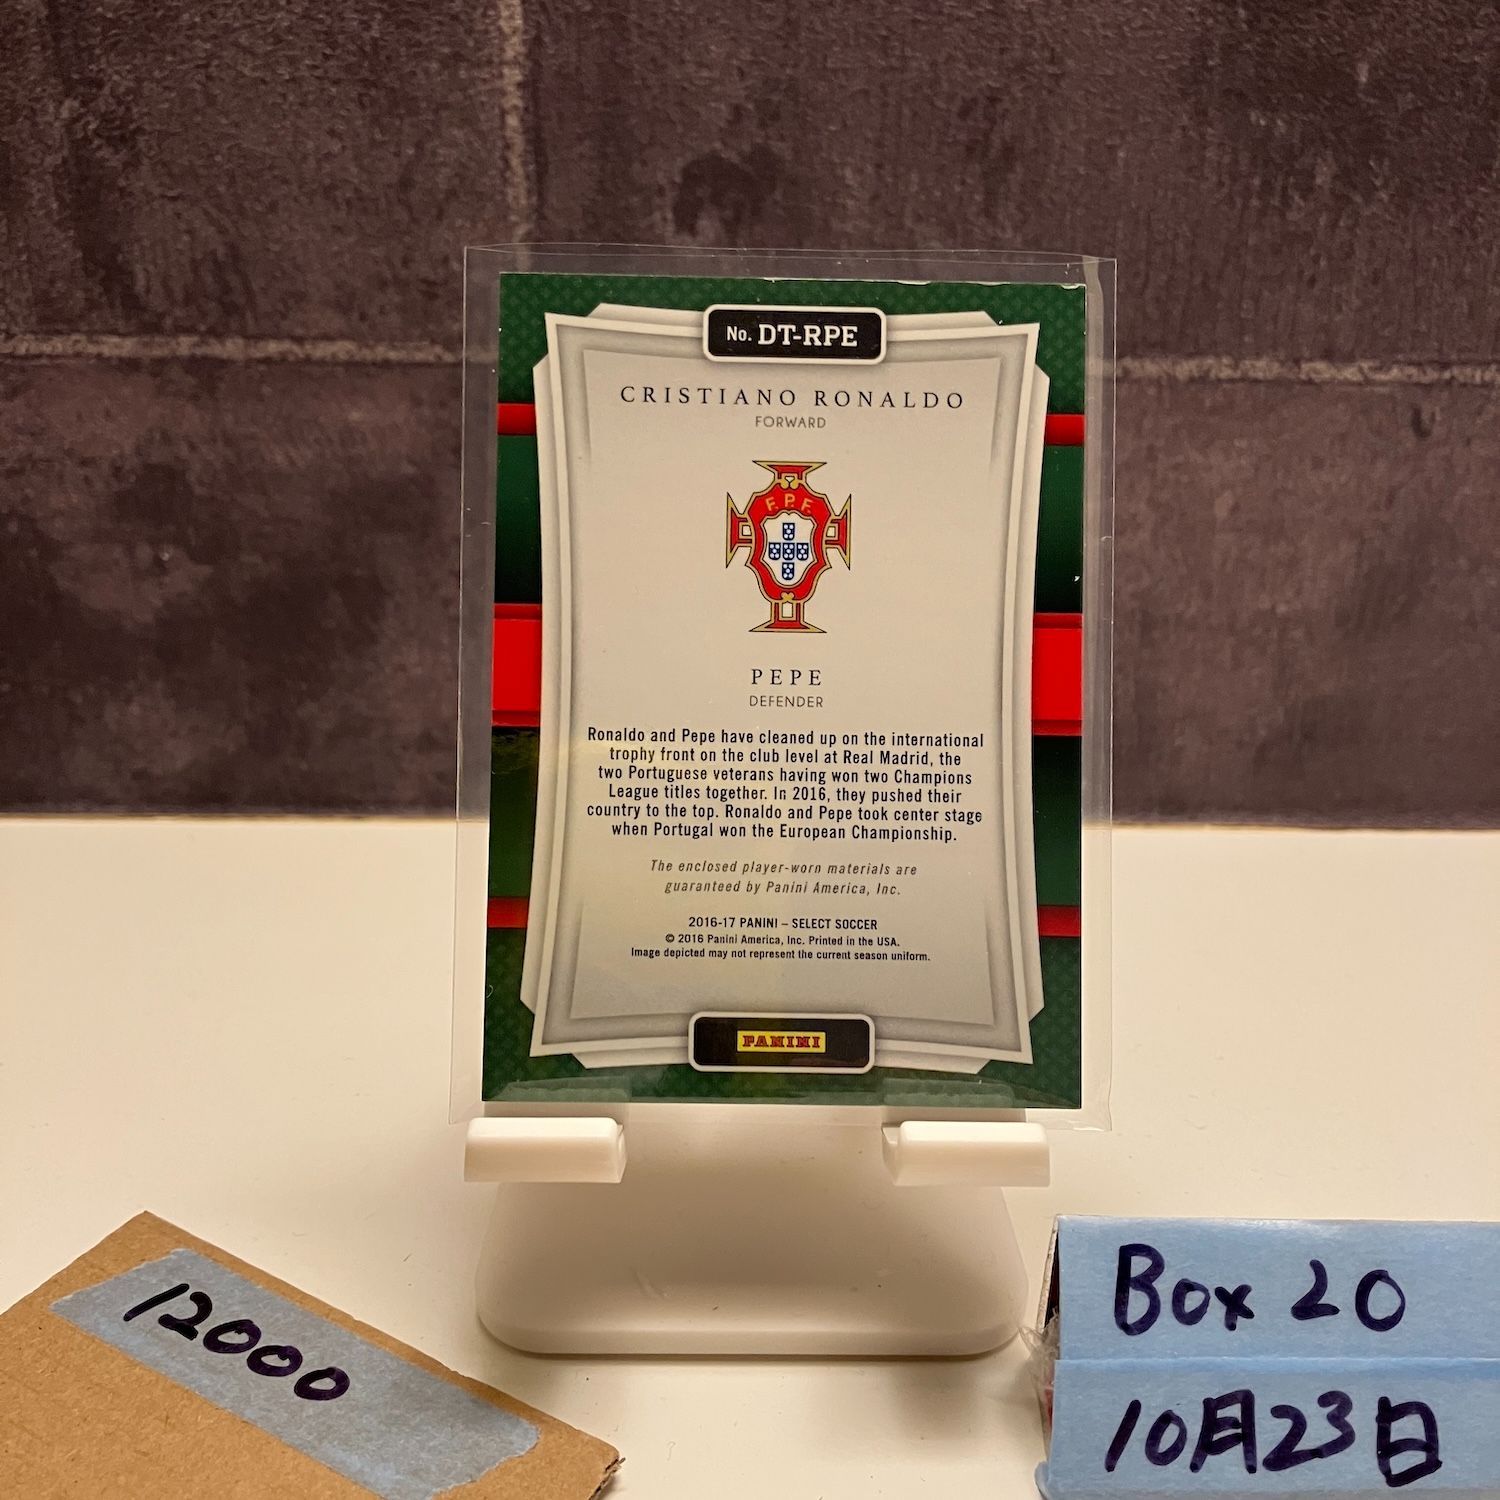 No. DT-RPE
CRISTIANO RONALDO
FORWARD
F.P.F.
PEPE
DEFENDER
Ronaldo and Pepe have cleaned up on the international
trophy front on the club level at Real Madrid, the
two Portuguese veterans having won two Champions
League titles together. In 2016, they pushed their
country to the top. Ronaldo and Pepe took center stage
when Portugal won the European Championship.
The enclosed player-worn materials are
guaranteed by Panini America, Inc.
2016-17 PANINI – SELECT SOCCER
© 2016 Panini America, Inc. Printed in the USA.
Image depicted may not represent the current season uniform.
PANINI
12000
Box 20
10月23日